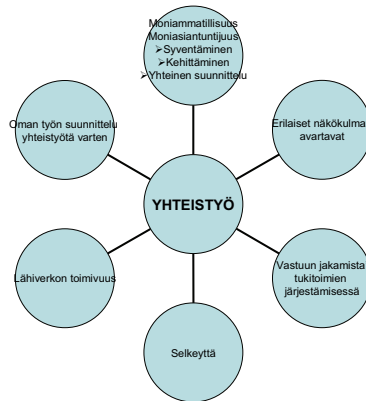 Moniammatillisuus
Moniasiantuntijuus
➢Syventäminen
➢Kehittäminen
➢Yhteinen suunnittelu
Oman työn suunnittelu
yhteistyötä varten
Erilaiset näkökulmat
avartavat
YHTEISTYÖ
Lähiverkon toimivuus
Vastuun jakamista
tukitoimien
järjestämisessä
Selkeyttä